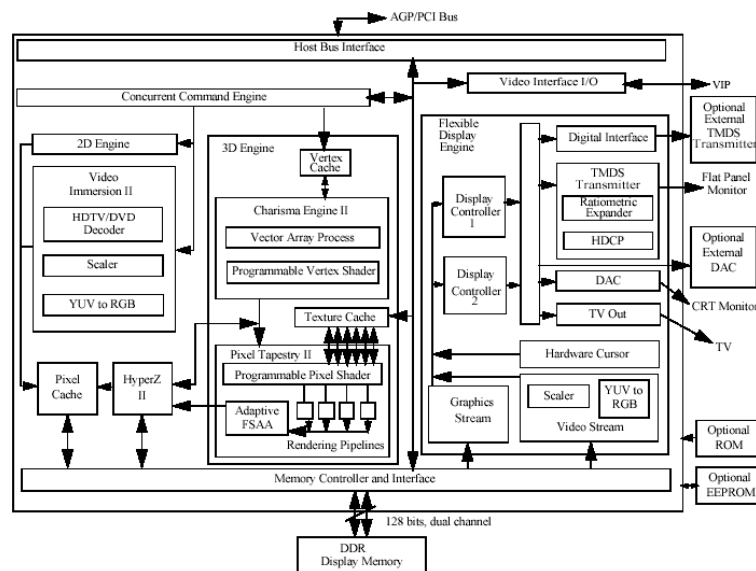 AGP/PCI Bus
Host Bus Interface
Video Interface I/O
VIP
Concurrent Command Engine
2D Engine
Video
Immersion II
HDTV/DVD
Decoder
Scaler
YUV to RGB
3D Engine
Vertex
Cache
Charisma Engine II
Vector Array Process
Programmable Vertex Shader
Texture Cache
Pixel Tapestry II
Programmable Pixel Shader
Adaptive
FSAA
Rendering Pipelines
Pixel
Cache
HyperZ
II
Flexible
Display
Engine
Display
Controller
1
Display
Controller
2
Digital Interface
TMDS
Transmitter
Ratiometric
Expander
HDCP
DAC
TV Out
Hardware Cursor
Graphics
Stream
Scaler
YUV to
RGB
Video Stream
Optional
External
TMDS
Transmitter
Flat Panel
Monitor
Optional
External
DAC
CRT Monitor
TV
Optional
ROM
Optional
EEPROM
Memory Controller and Interface
128 bits, dual channel
DDR
Display Memory